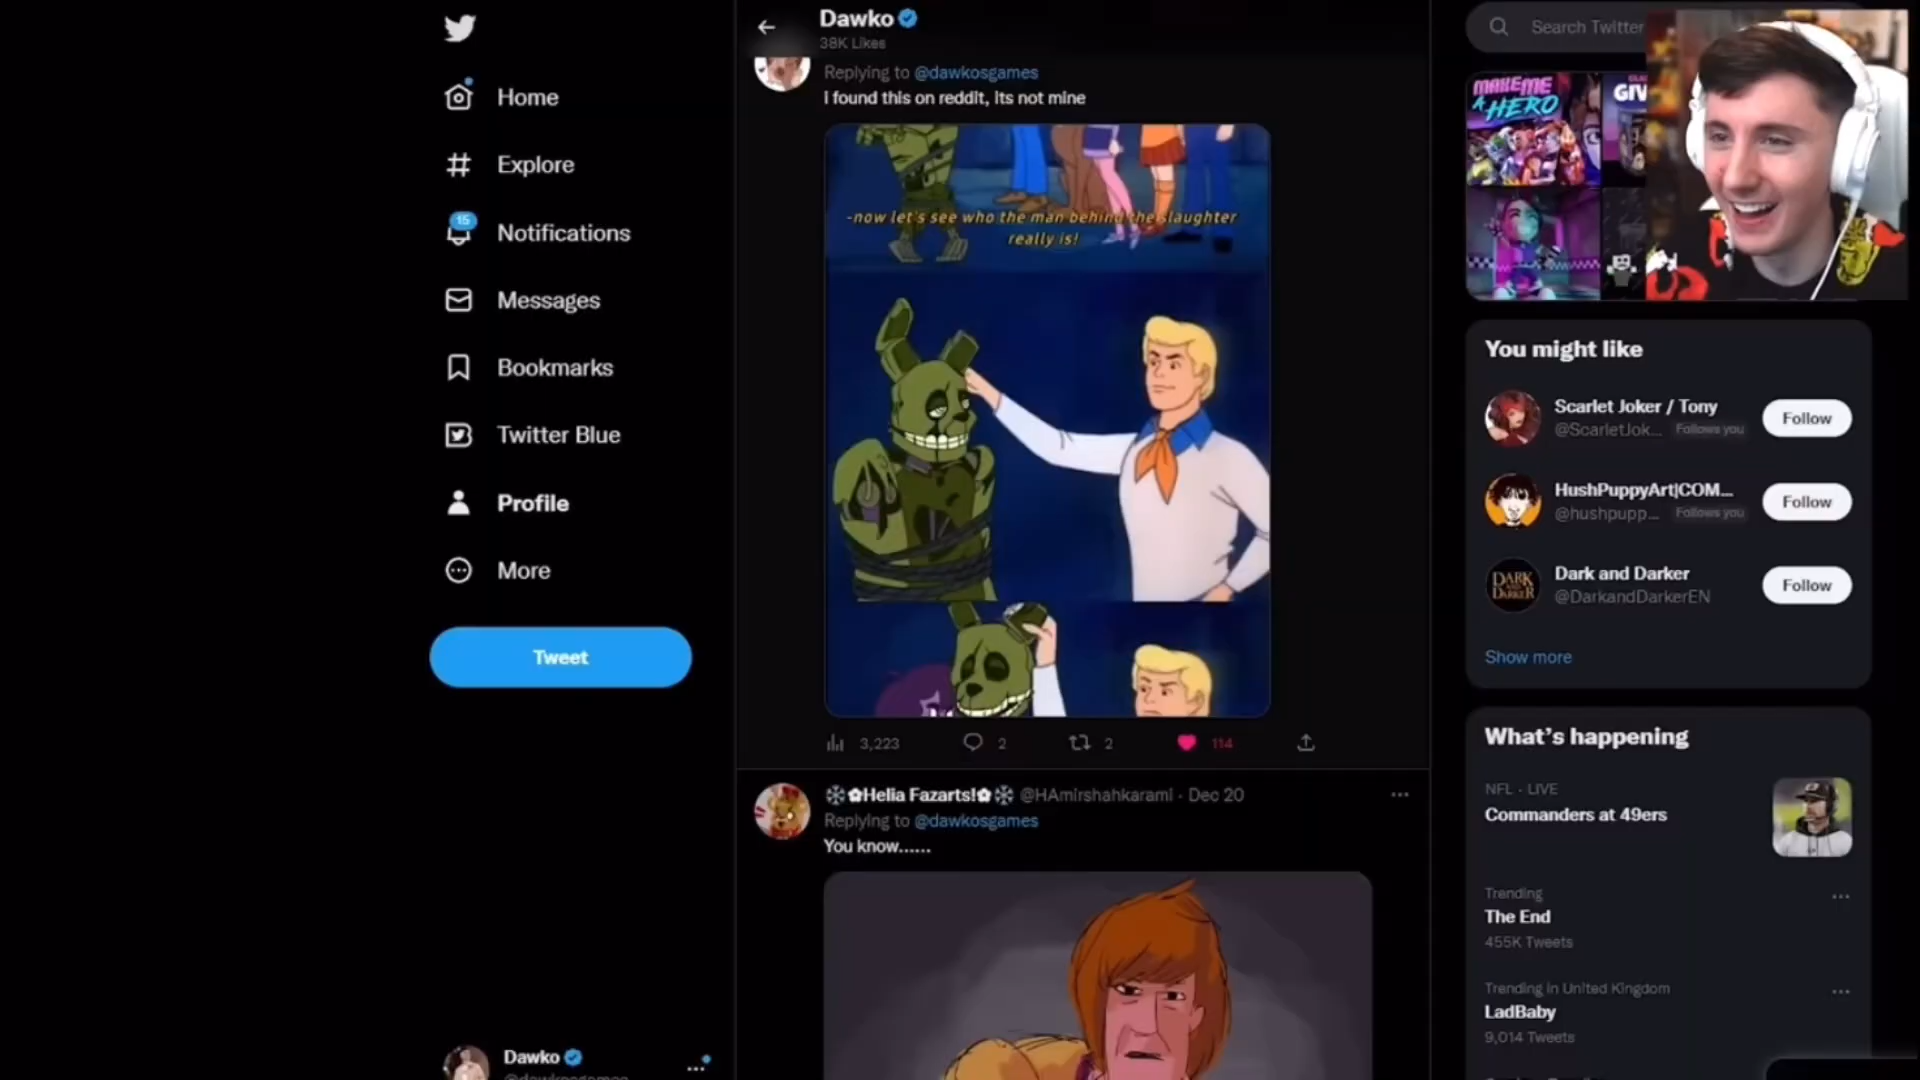 Home
Explore
15
Notifications
Messages
Bookmarks
Twitter Blue
Profile
More
Tweet
Dawko
Dawko
38K Likes
Replying to @dawkosgames
I found this on reddit, its not mine
-now let's see who the man behind the slaughter
really is!
3,223
2
2
114
❄✿Helia Fazarts!✿❄ @HAmirshahkarami · Dec 20
Replying to @dawkosgames
You know......
Search Twitter
MAKE ME
A HERO
GIV
You might like
Scarlet Joker / Tony
@ScarletJok... Follows you
Follow
HushPuppyArt|COM...
@hushpupp... Follows you
Follow
DARK
DARKER
Dark and Darker
@DarkandDarkerEN
Follow
Show more
What's happening
NFL · LIVE
Commanders at 49ers
Trending
The End
455K Tweets
Trending in United Kingdom
LadBaby
9,014 Tweets